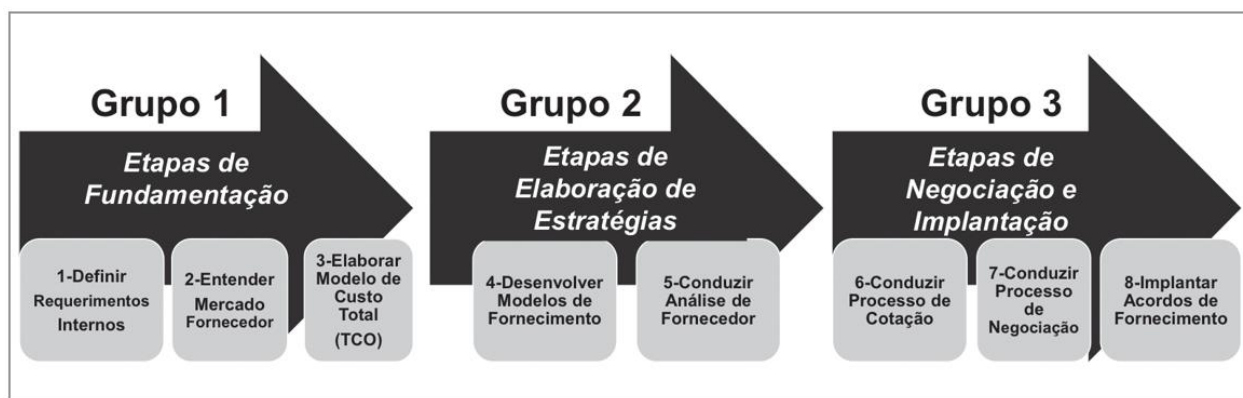 Grupo 1
Etapas de
Fundamentação
1-Definir
Requerimentos
Internos
2-Entender
Mercado
Fornecedor
3-Elaborar
Modelo de
Custo
Total
(TCO)
Grupo 2
Etapas de
Elaboração de
Estratégias
4-Desenvolver
Modelos de
Fornecimento
5-Conduzir
Análise de
Fornecedor
Grupo 3
Etapas de
Negociação e
Implantação
6-Conduzir
Processo de
Cotação
7-Conduzir
Processo
de
Negociação
8-Implantar
Acordos de
Fornecimento